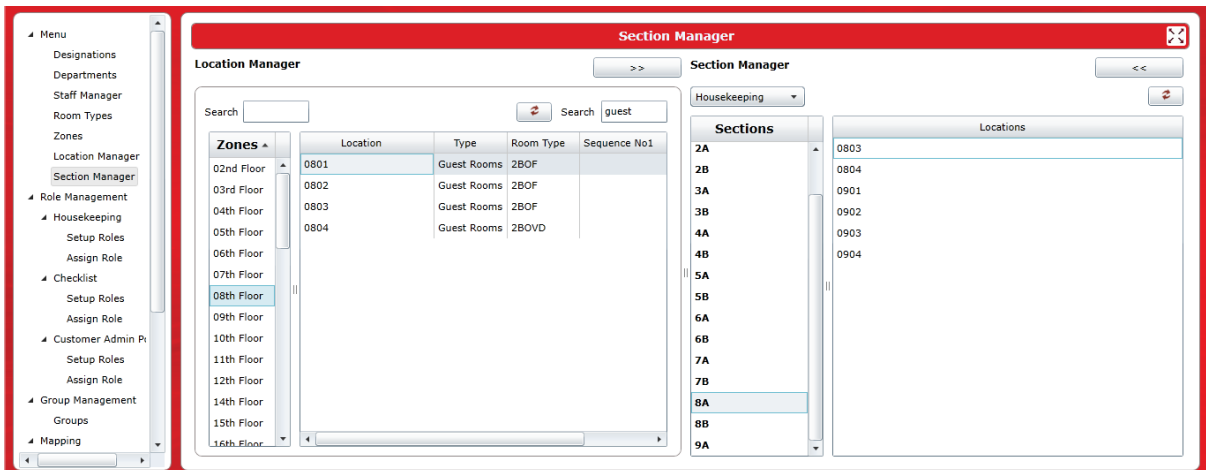 Menu
Designations
Departments
Staff Manager
Room Types
Zones
Location Manager
Section Manager
Role Management
Housekeeping
Setup Roles
Assign Role
Checklist
Setup Roles
Assign Role
Customer Admin Po
Setup Roles
Assign Role
Group Management
Groups
Mapping
Section Manager
Location Manager
>>
Search
Search guest
Zones
02nd Floor
03rd Floor
04th Floor
05th Floor
06th Floor
07th Floor
08th Floor
09th Floor
10th Floor
11th Floor
12th Floor
14th Floor
15th Floor
16th Floor
Location Type Room Type Sequence No1
0801 Guest Rooms 2BOF
0802 Guest Rooms 2BOF
0803 Guest Rooms 2BOF
0804 Guest Rooms 2BOVD
Section Manager
<<
Housekeeping
Sections
2A
2B
3A
3B
4A
4B
5A
5B
6A
6B
7A
7B
8A
8B
9A
Locations
0803
0804
0901
0902
0903
0904